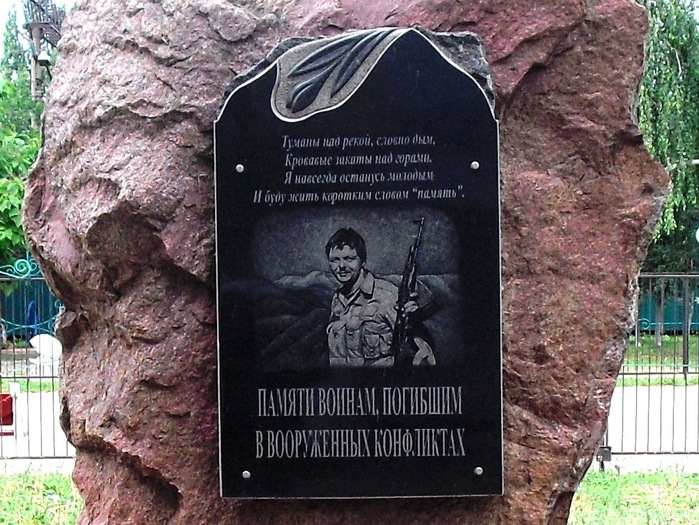 Туманы над рекой, словно дым,
Кровавые закаты над горами.
Я навсегда останусь молодым
И буду жить коротким словом "память".
ПАМЯТИ ВОИНАМ, ПОГИБШИМ
В ВООРУЖЕННЫХ КОНФЛИКТАХ